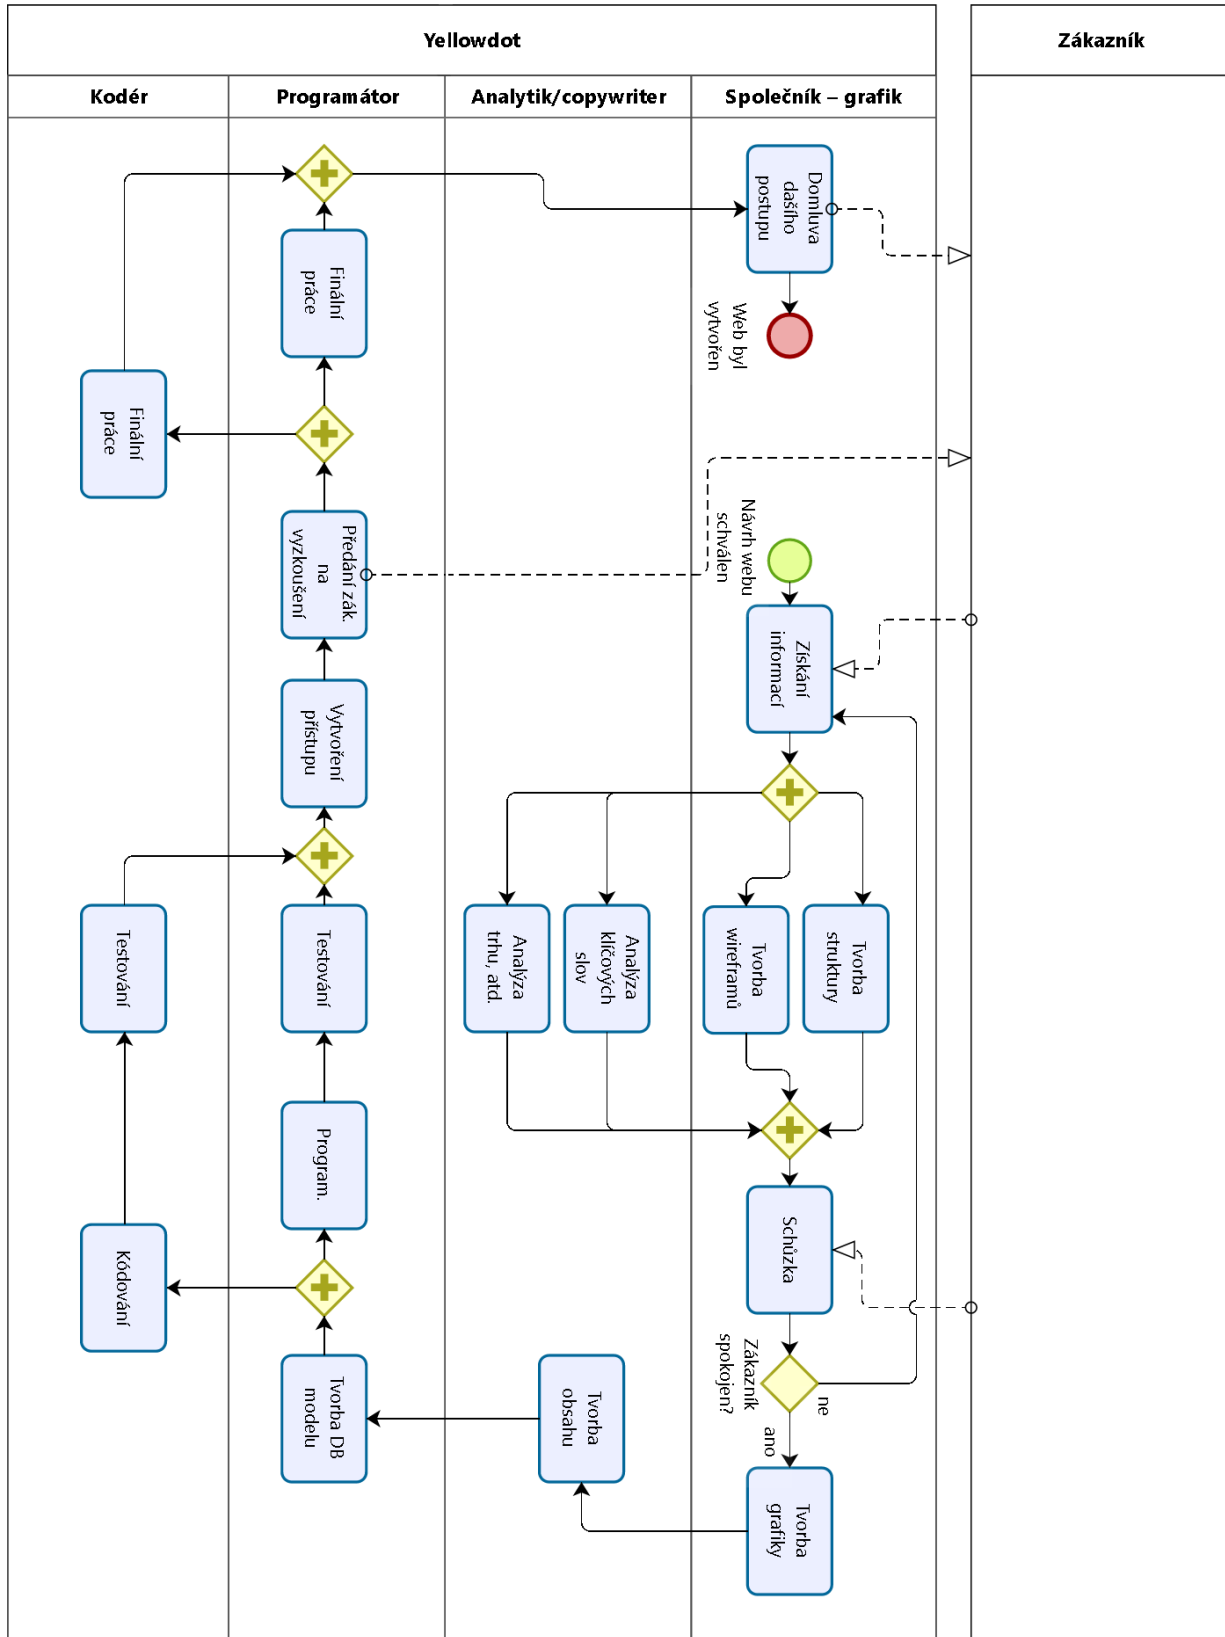 Yellowdot
Zákazník
Kodér
Programátor
Analytik/copywriter
Společník – grafik
Domluva
dašího
postupu
Web byl
vytvořen
Finální
práce
Finální
práce
Předání zák.
na
vyzkoušení
Návrh webu
schválen
Získání
informací
Vytvoření
přístupu
Testování
Testování
Analýza
trhu, atd.
Analýza
klíčových
slov
Tvorba
wireframů
Tvorba
struktury
Program.
Kódování
Schůzka
Zákazník
spokojen?
ne
ano
Tvorba DB
modelu
Tvorba
obsahu
Tvorba
grafiky